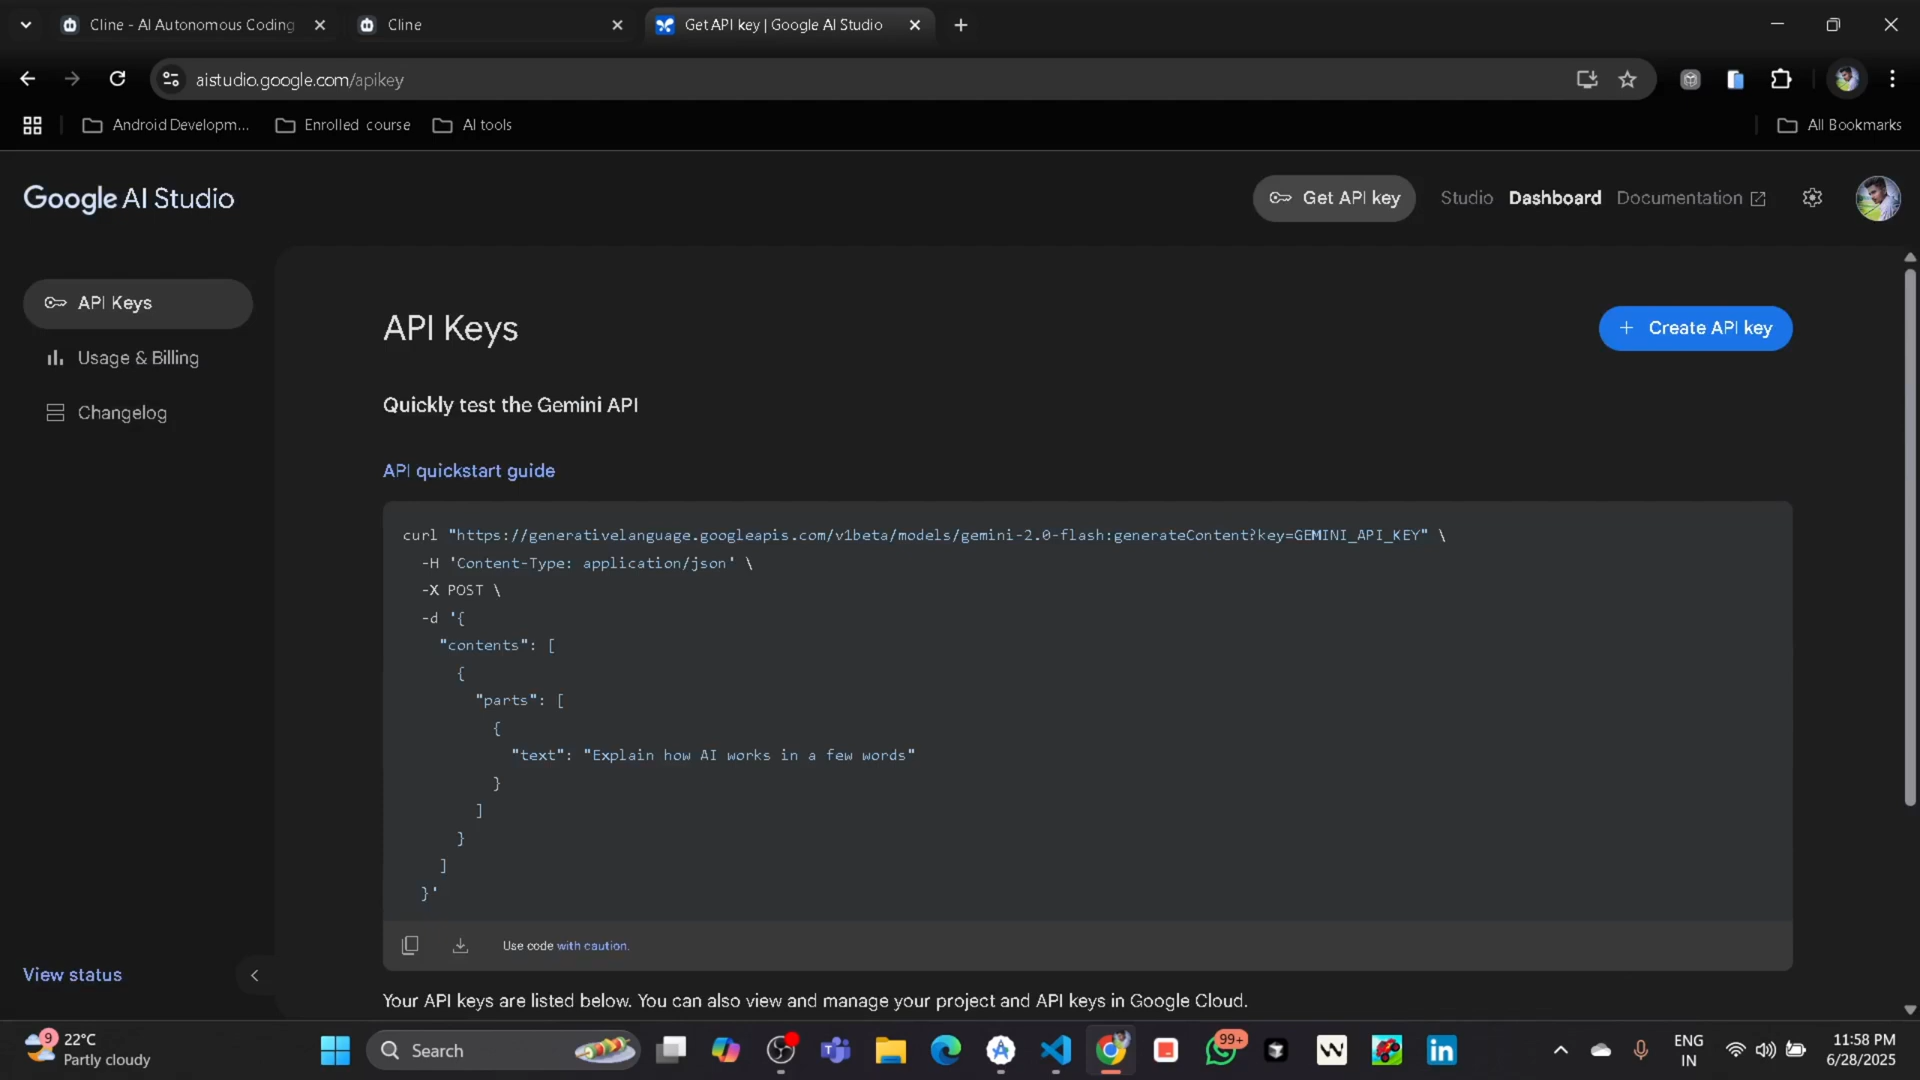 Cline - AI Autonomous Coding
Cline
Get API key | Google AI Studio
aistudio.google.com/apikey
Android Developm...
Enrolled course
AI tools
All Bookmarks
Google AI Studio
Get API key
Studio
Dashboard
Documentation
API Keys
Usage & Billing
Changelog
View status
API Keys
Create API key
Quickly test the Gemini API
API quickstart guide
curl "https://generativelanguage.googleapis.com/v1beta/models/gemini-2.0-flash:generateContent?key=GEMINI_API_KEY" \
-H 'Content-Type: application/json' \
-X POST \
-d '{
"contents": [
{
"parts": [
{
"text": "Explain how AI works in a few words"
}
]
}
]
}'
Use code with caution.
Your API keys are listed below. You can also view and manage your project and API keys in Google Cloud.
9
22°C
Partly cloudy
Search
99+
ENG
IN
11:58 PM
6/28/2025